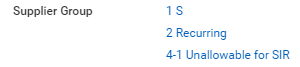 Supplier Group 1 S
2 Recurring
4-1 Unallowable for SIR